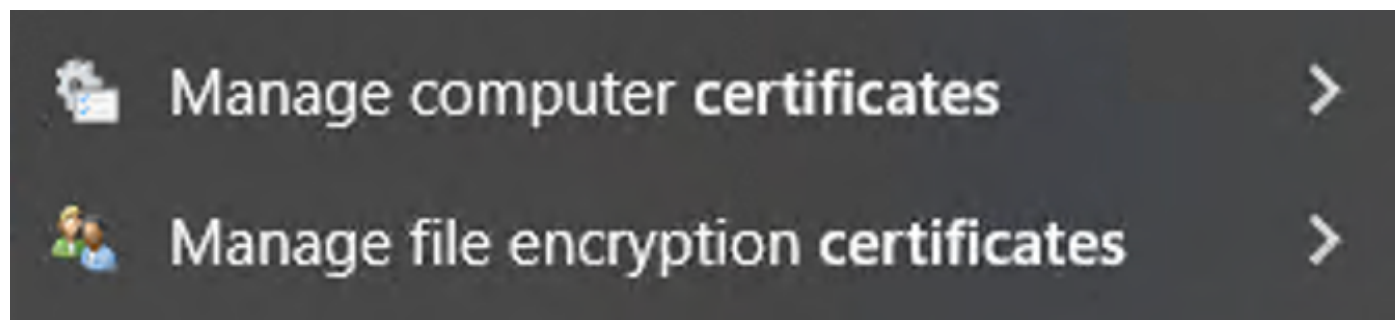 Manage computer certificates
Manage file encryption certificates